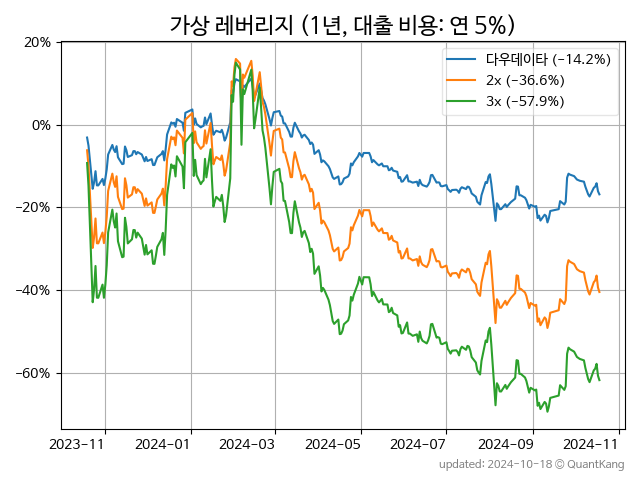 가상 레버리지 (1년, 대출 비용: 연 5%)
20%
0%
−20%
−40%
−60%
다우데이타 (−14.2%)
2x (−36.6%)
3x (−57.9%)
2023-11
2024-01
2024-03
2024-05
2024-07
2024-09
2024-11
updated: 2024-10-18 ⓒ QuantKang